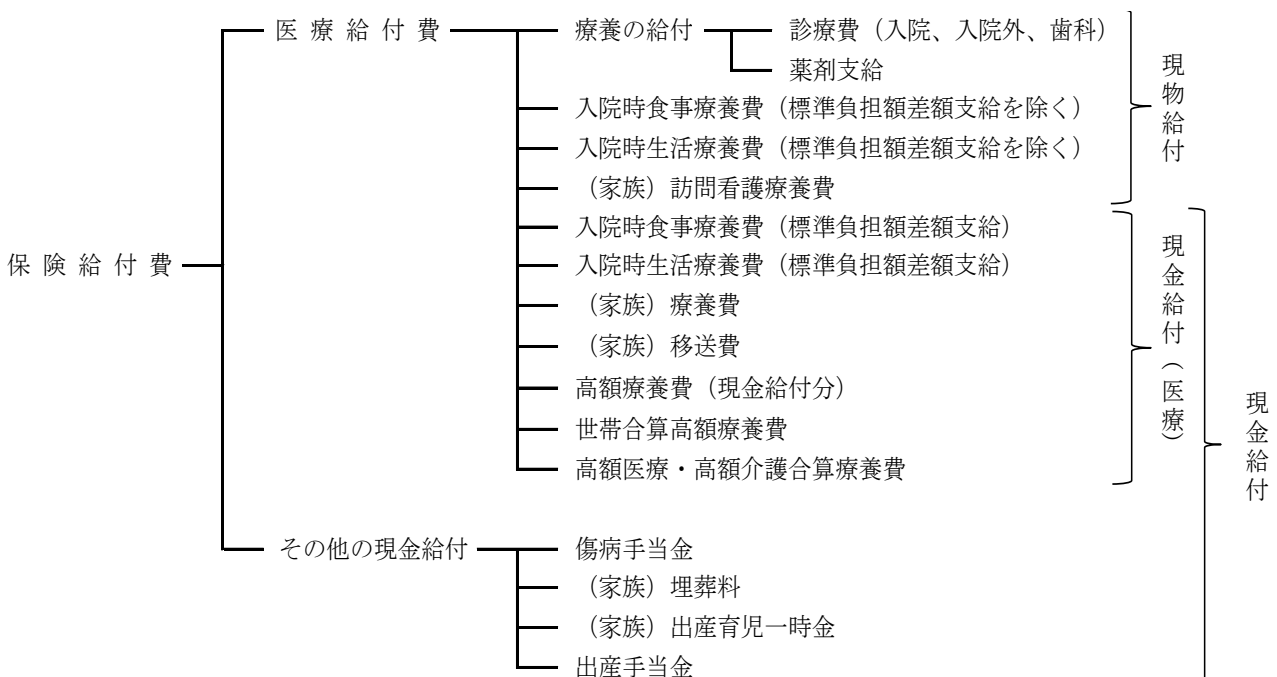 保険給付費
医療給付費
療養の給付
診療費（入院、入院外、歯科）
薬剤支給
入院時食事療養費（標準負担額差額支給を除く）
入院時生活療養費（標準負担額差額支給を除く）
（家族）訪問看護療養費
入院時食事療養費（標準負担額差額支給）
入院時生活療養費（標準負担額差額支給）
（家族）療養費
（家族）移送費
高額療養費（現金給付分）
世帯合算高額療養費
高額医療・高額介護合算療養費
その他の現金給付
傷病手当金
（家族）埋葬料
（家族）出産育児一時金
出産手当金
現物給付
現金給付（医療）
現金給付